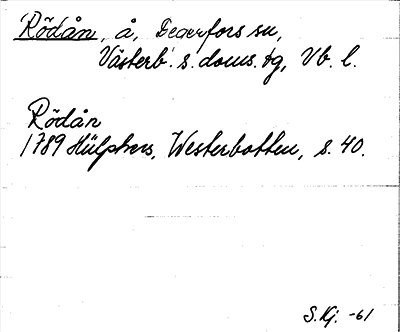 Rödån, å, Degerfors sn,
Västerb. s. doms. tg, Vb. l.
Rödån
1789 Hülphers, Westerbotten, s. 40.
S.Kj. -61